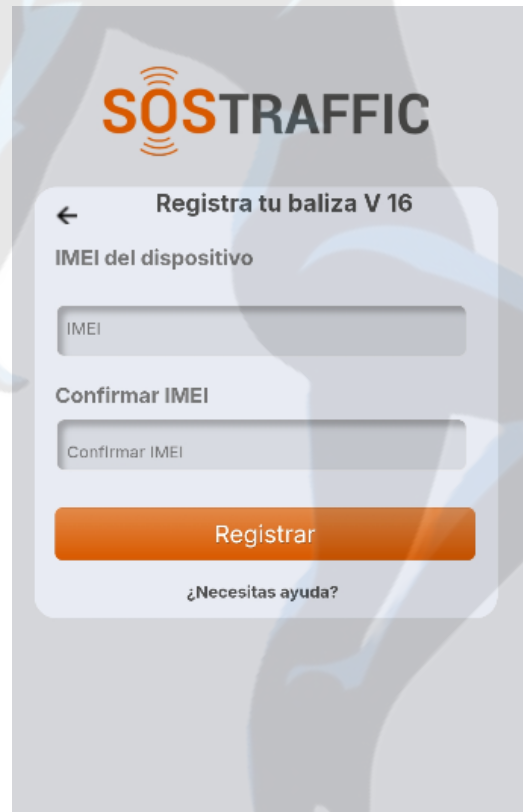 SOSTRAFFIC
Registra tu baliza V 16
IMEI del dispositivo
IMEI
Confirmar IMEI
Confirmar IMEI
Registrar
¿Necesitas ayuda?